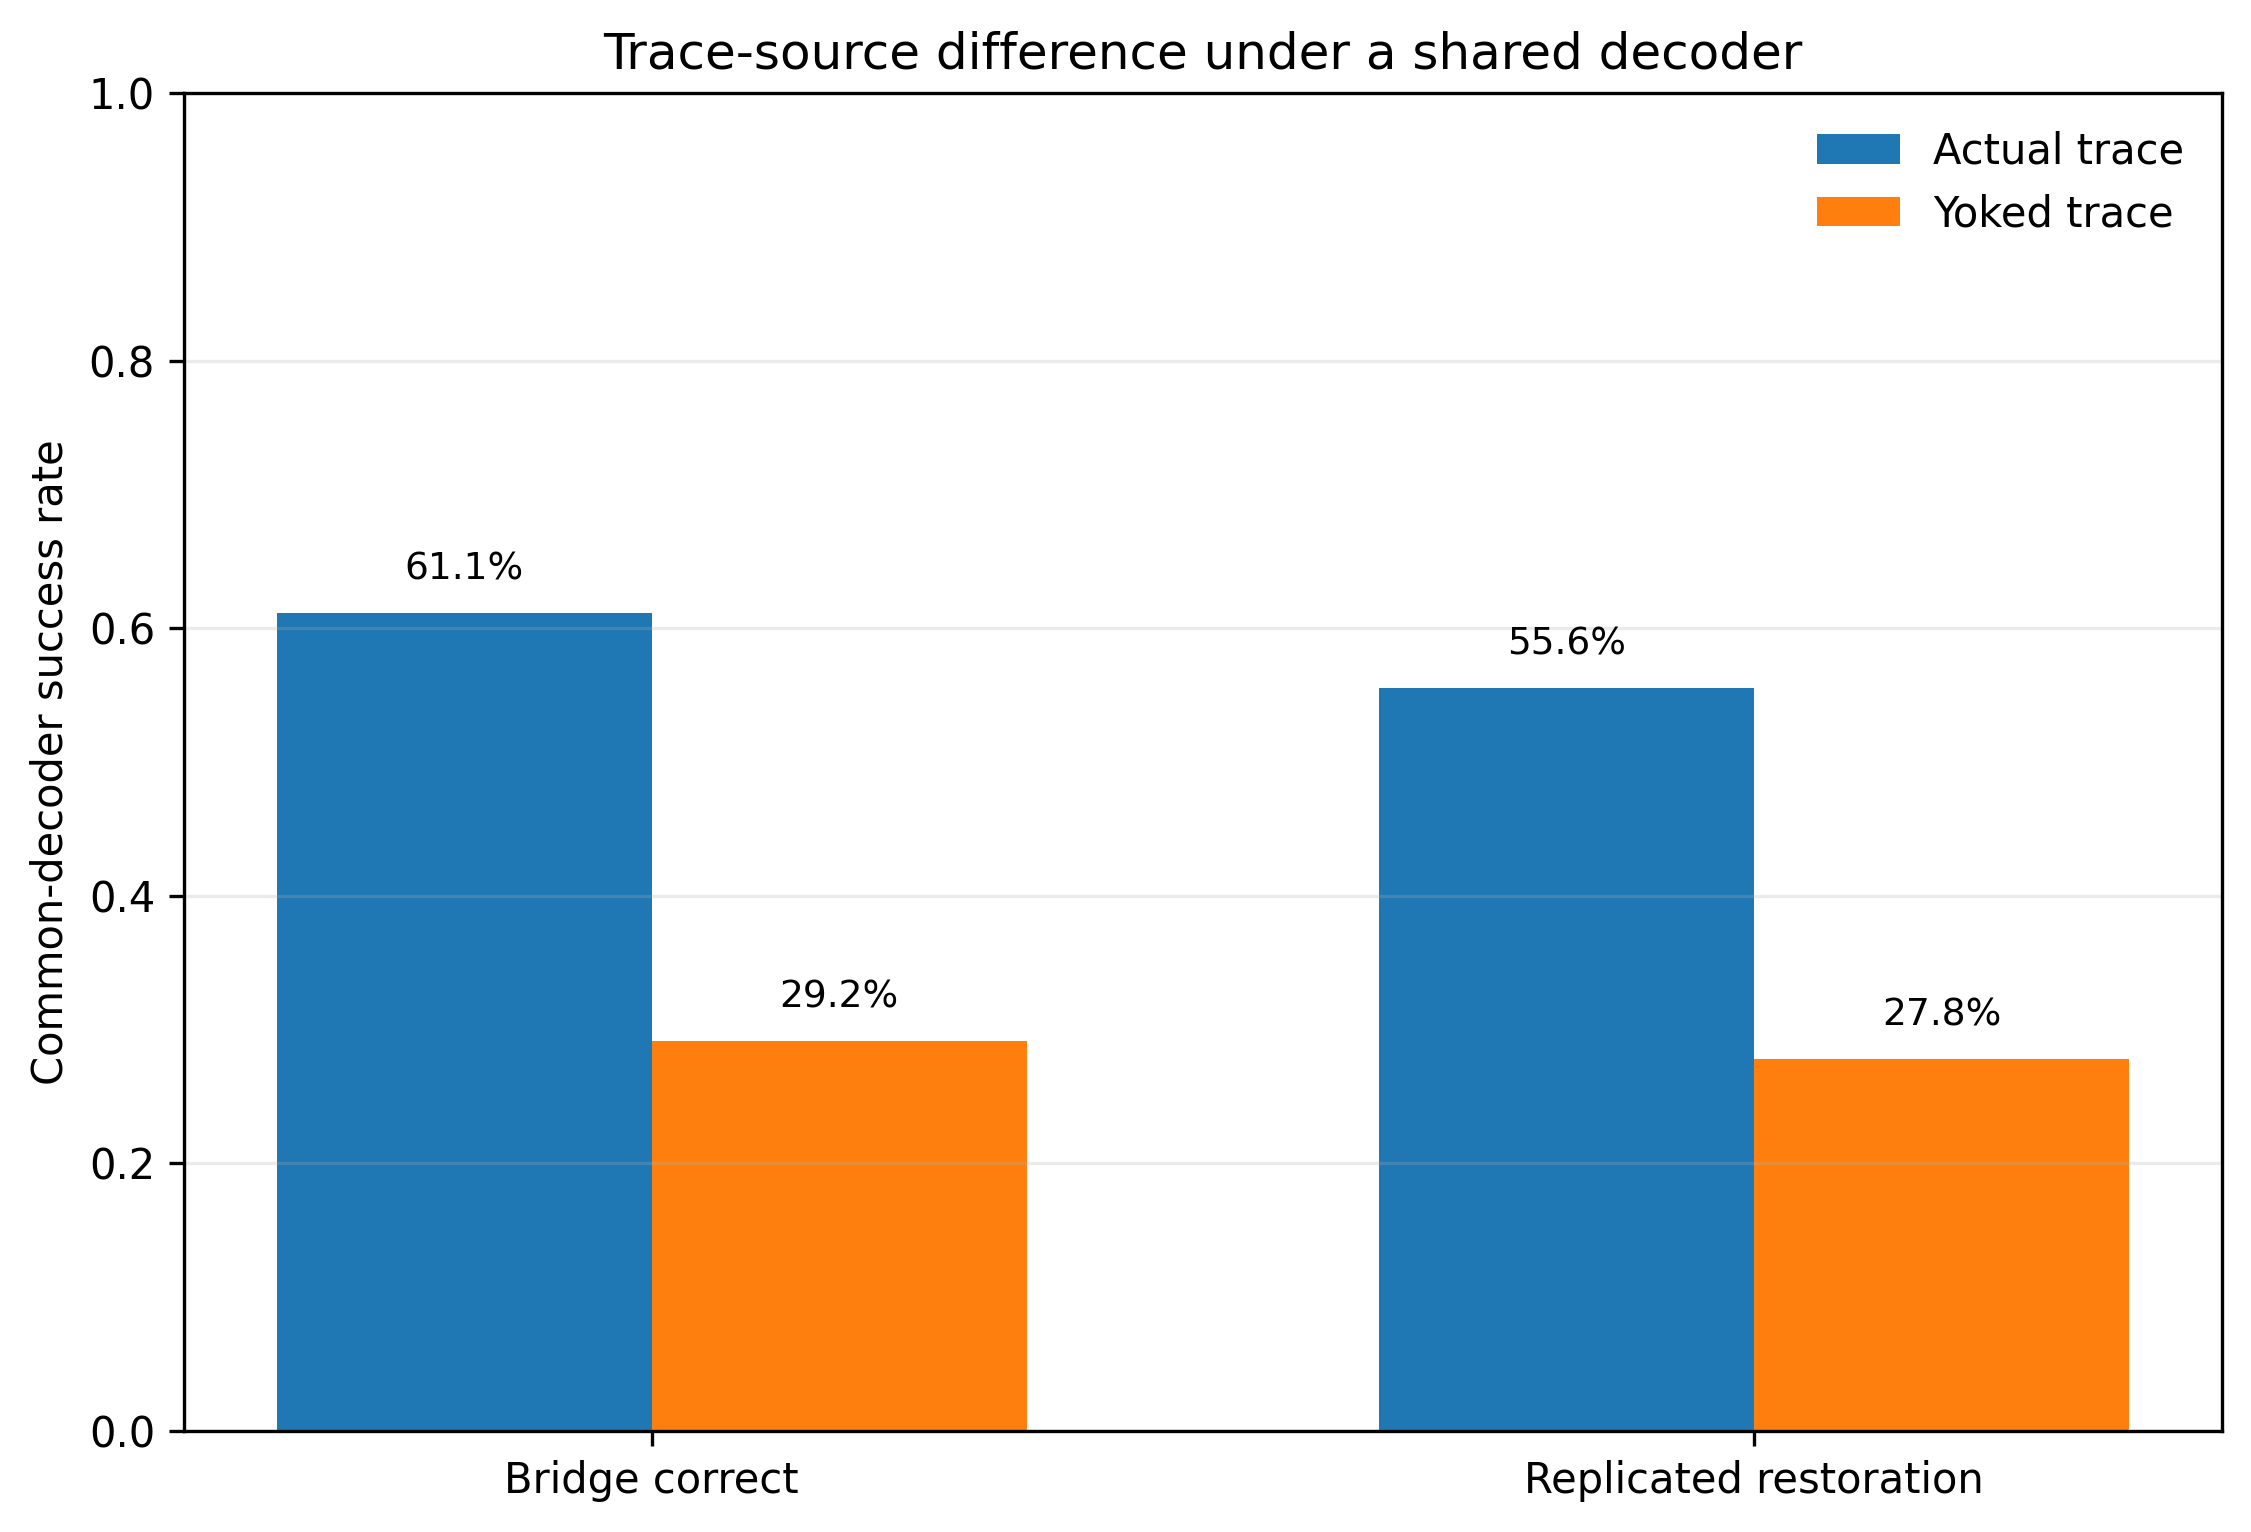 Trace-source difference under a shared decoder
Actual trace
Yoked trace
Common-decoder success rate
1.0
0.8
0.6
0.4
0.2
0.0
61.1%
29.2%
55.6%
27.8%
Bridge correct
Replicated restoration